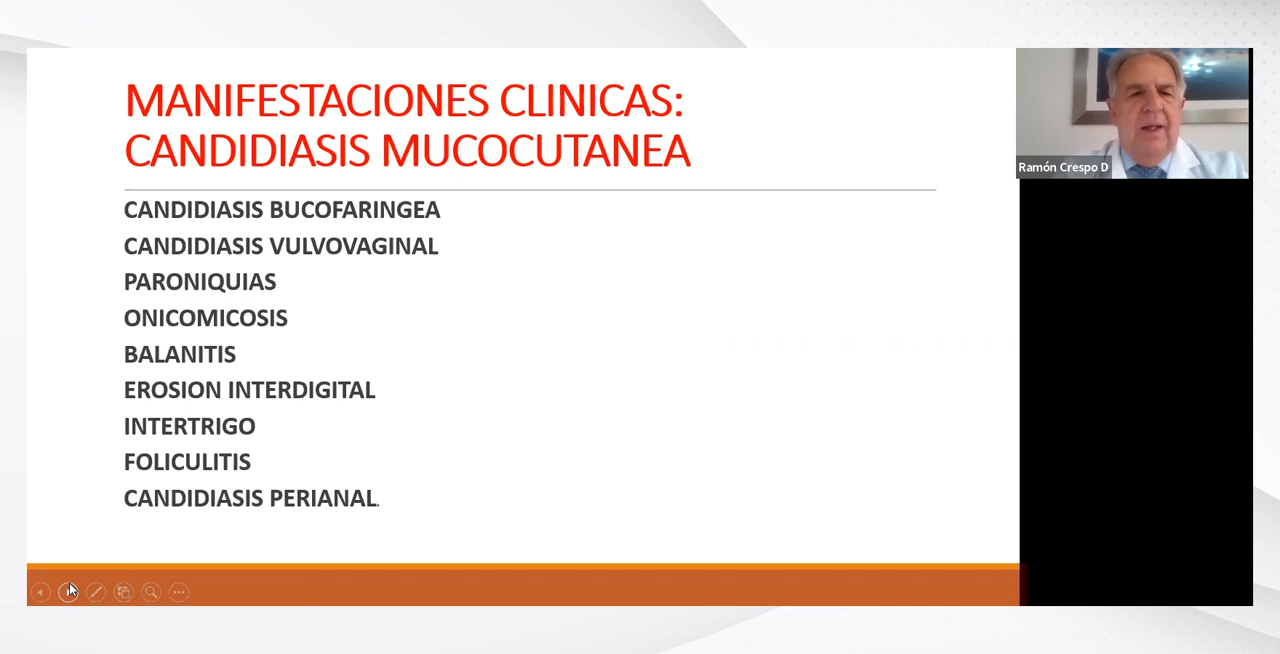 MANIFESTACIONES CLINICAS:
CANDIDIASIS MUCOCUTANEA
CANDIDIASIS BUCOFARINGEA
CANDIDIASIS VULVOVAGINAL
PARONIQUIAS
ONICOMICOSIS
BALANITIS
EROSION INTERDIGITAL
INTERTRIGO
FOLICULITIS
CANDIDIASIS PERIANAL.
Ramón Crespo D